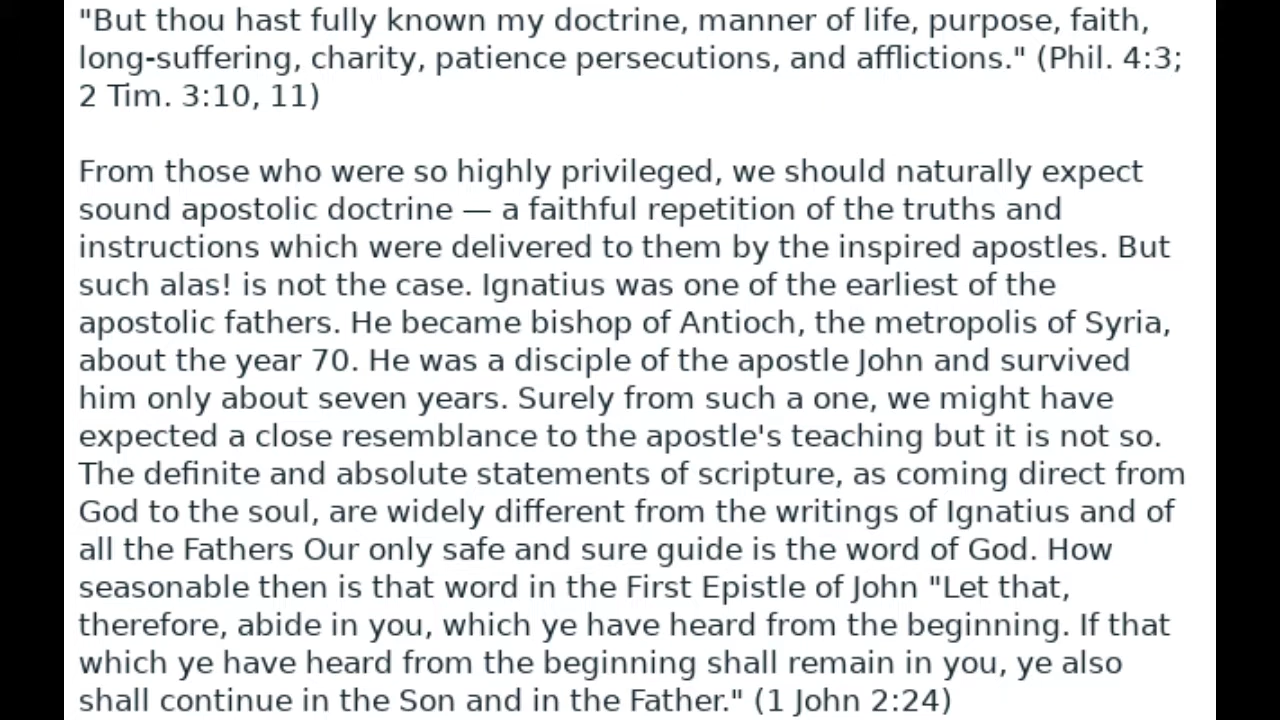 "But thou hast fully known my doctrine, manner of life, purpose, faith,
long-suffering, charity, patience persecutions, and afflictions." (Phil. 4:3;
2 Tim. 3:10, 11)
From those who were so highly privileged, we should naturally expect
sound apostolic doctrine — a faithful repetition of the truths and
instructions which were delivered to them by the inspired apostles. But
such alas! is not the case. Ignatius was one of the earliest of the
apostolic fathers. He became bishop of Antioch, the metropolis of Syria,
about the year 70. He was a disciple of the apostle John and survived
him only about seven years. Surely from such a one, we might have
expected a close resemblance to the apostle's teaching but it is not so.
The definite and absolute statements of scripture, as coming direct from
God to the soul, are widely different from the writings of Ignatius and of
all the Fathers Our only safe and sure guide is the word of God. How
seasonable then is that word in the First Epistle of John "Let that,
therefore, abide in you, which ye have heard from the beginning. If that
which ye have heard from the beginning shall remain in you, ye also
shall continue in the Son and in the Father." (1 John 2:24)